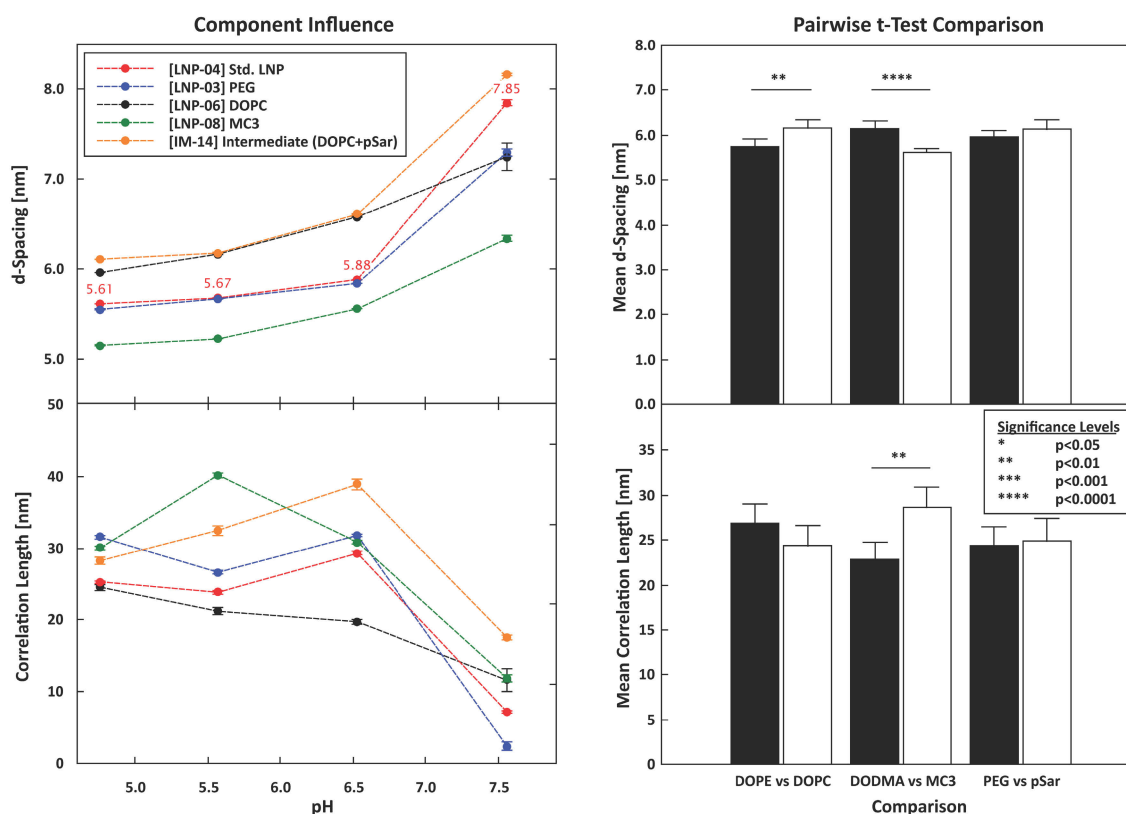 Component Influence
[LNP-04] Std. LNP
[LNP-03] PEG
[LNP-06] DOPC
[LNP-08] MC3
[IM-14] Intermediate (DOPC+pSar)
d-Spacing [nm]
8.0
7.0
6.0
5.0
5.61
5.67
5.88
7.85
Correlation Length [nm]
50
40
30
20
10
0
5.0 5.5 6.0 6.5 7.0 7.5
pH
Pairwise t-Test Comparison
Mean d-Spacing [nm]
8.0
7.0
6.0
5.0
4.0
3.0
2.0
1.0
0.0
** ****
Mean Correlation Length [nm]
35
30
25
20
15
10
5
0
**
Significance Levels
* p<0.05
** p<0.01
*** p<0.001
**** p<0.0001
DOPE vs DOPC DODMA vs MC3 PEG vs pSar
Comparison